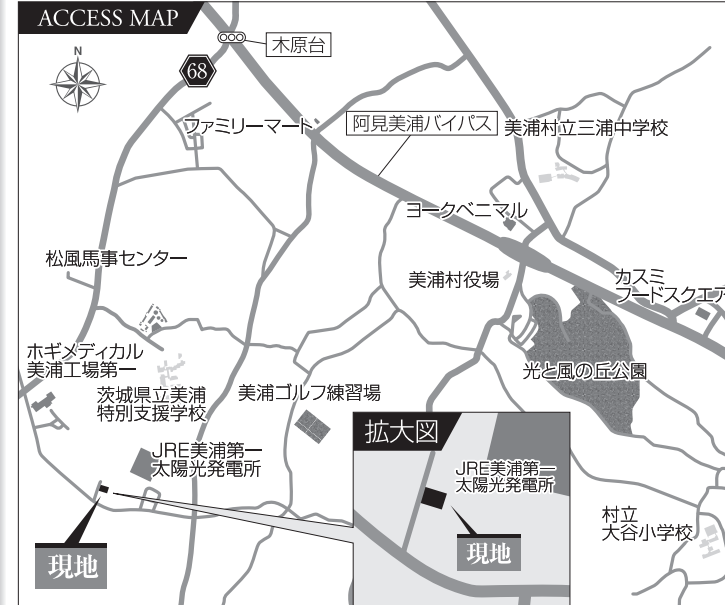 ACCESS MAP
N
木原台
68
ファミリーマート
阿見美浦バイパス
美浦村立三浦中学校
ヨークベニマル
松風馬事センター
美浦村役場
カスミ
フードスクエア
ホギメディカル
美浦工場第一
光と風の丘公園
茨城県立美浦
特別支援学校
美浦ゴルフ練習場
拡大図
JRE美浦第一
太陽光発電所
JRE美浦第一
太陽光発電所
村立
大谷小学校
現地
現地